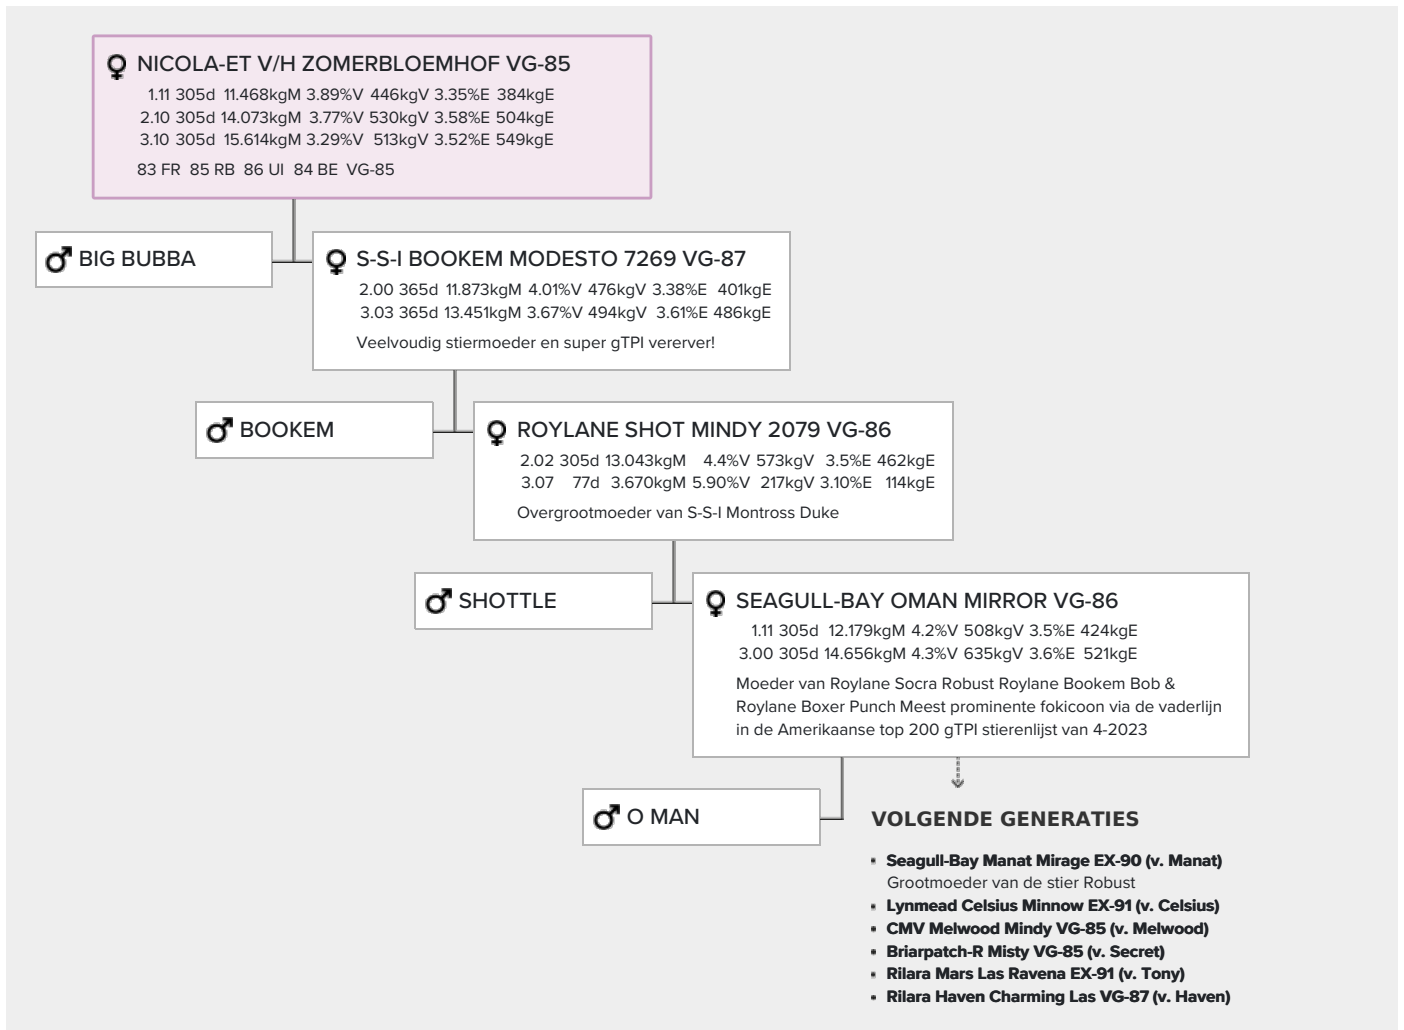 NICOLA-ET V/H ZOMERBLOEMHOF VG-85
1.11 305d 11.468kgM 3.89%V 446kgV 3.35%E 384kgE
2.10 305d 14.073kgM 3.77%V 530kgV 3.58%E 504kgE
3.10 305d 15.614kgM 3.29%V 513kgV 3.52%E 549kgE
83 FR 85 RB 86 UI 84 BE VG-85
BIG BUBBA
S-S-I BOOKEM MODESTO 7269 VG-87
2.00 365d 11.873kgM 4.01%V 476kgV 3.38%E 401kgE
3.03 365d 13.451kgM 3.67%V 494kgV 3.61%E 486kgE
Veelvoudig stiermoeder en super gTPI vererver!
BOOKEM
ROYLANE SHOT MINDY 2079 VG-86
2.02 305d 13.043kgM 4.4%V 573kgV 3.5%E 462kgE
3.07 77d 3.670kgM 5.90%V 217kgV 3.10%E 114kgE
Overgrootmoeder van S-S-I Montross Duke
SHOTTLE
SEAGULL-BAY OMAN MIRROR VG-86
1.11 305d 12.179kgM 4.2%V 508kgV 3.5%E 424kgE
3.00 305d 14.656kgM 4.3%V 635kgV 3.6%E 521kgE
Moeder van Roylane Socra Robust Roylane Bookem Bob &
Roylane Boxer Punch Meest prominente fokicoon via de vaderlijn
in de Amerikaanse top 200 gTPI stierenlijst van 4-2023
O MAN
VOLGENDE GENERATIES
▪ Seagull-Bay Manat Mirage EX-90 (v. Manat)
Grootmoeder van de stier Robust
▪ Lynmead Celsius Minnow EX-91 (v. Celsius)
▪ CMV Melwood Mindy VG-85 (v. Melwood)
▪ Briarpatch-R Misty VG-85 (v. Secret)
▪ Rilara Mars Las Ravena EX-91 (v. Tony)
▪ Rilara Haven Charming Las VG-87 (v. Haven)